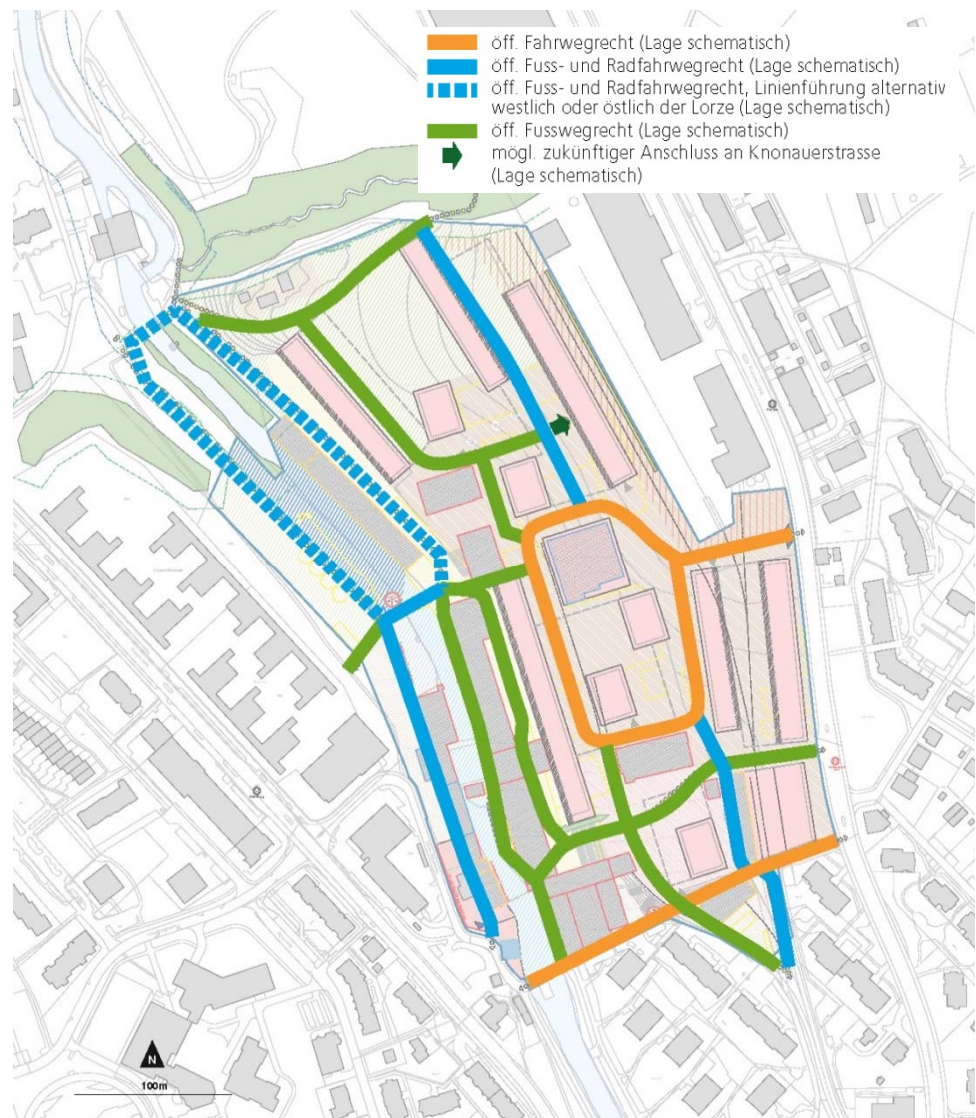 öff. Fahrwegrecht (Lage schematisch)
öff. Fuss- und Radfahrwegrecht (Lage schematisch)
öff. Fuss- und Radfahrwegrecht, Linienführung alternativ
westlich oder östlich der Lorze (Lage schematisch)
öff. Fusswegrecht (Lage schematisch)
mögl. zukünftiger Anschluss an Knonauerstrasse
(Lage schematisch)
N
100m